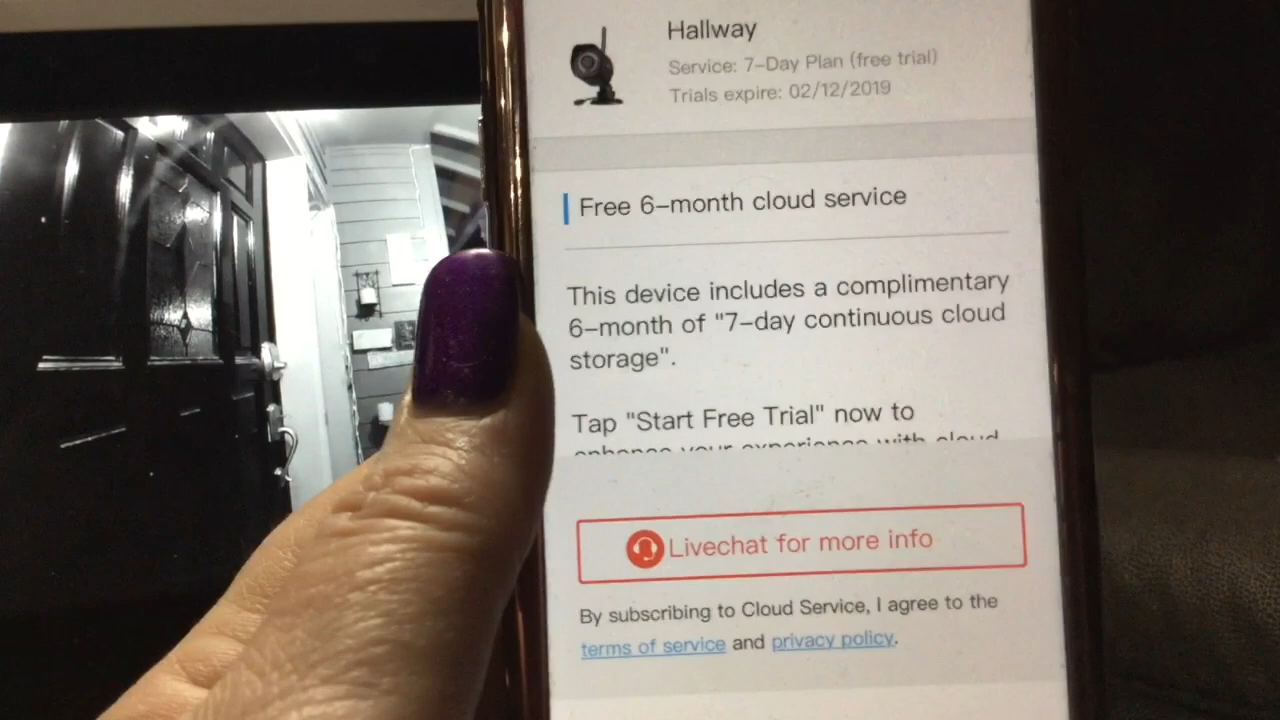 Hallway
Service: 7-Day Plan (free trial)
Trials expire: 02/12/2019
Free 6-month cloud service
This device includes a complimentary
6-month of "7-day continuous cloud
storage".
Tap "Start Free Trial" now to
enhance your experience with cloud
Livechat for more info
By subscribing to Cloud Service, I agree to the
terms of service and privacy policy.